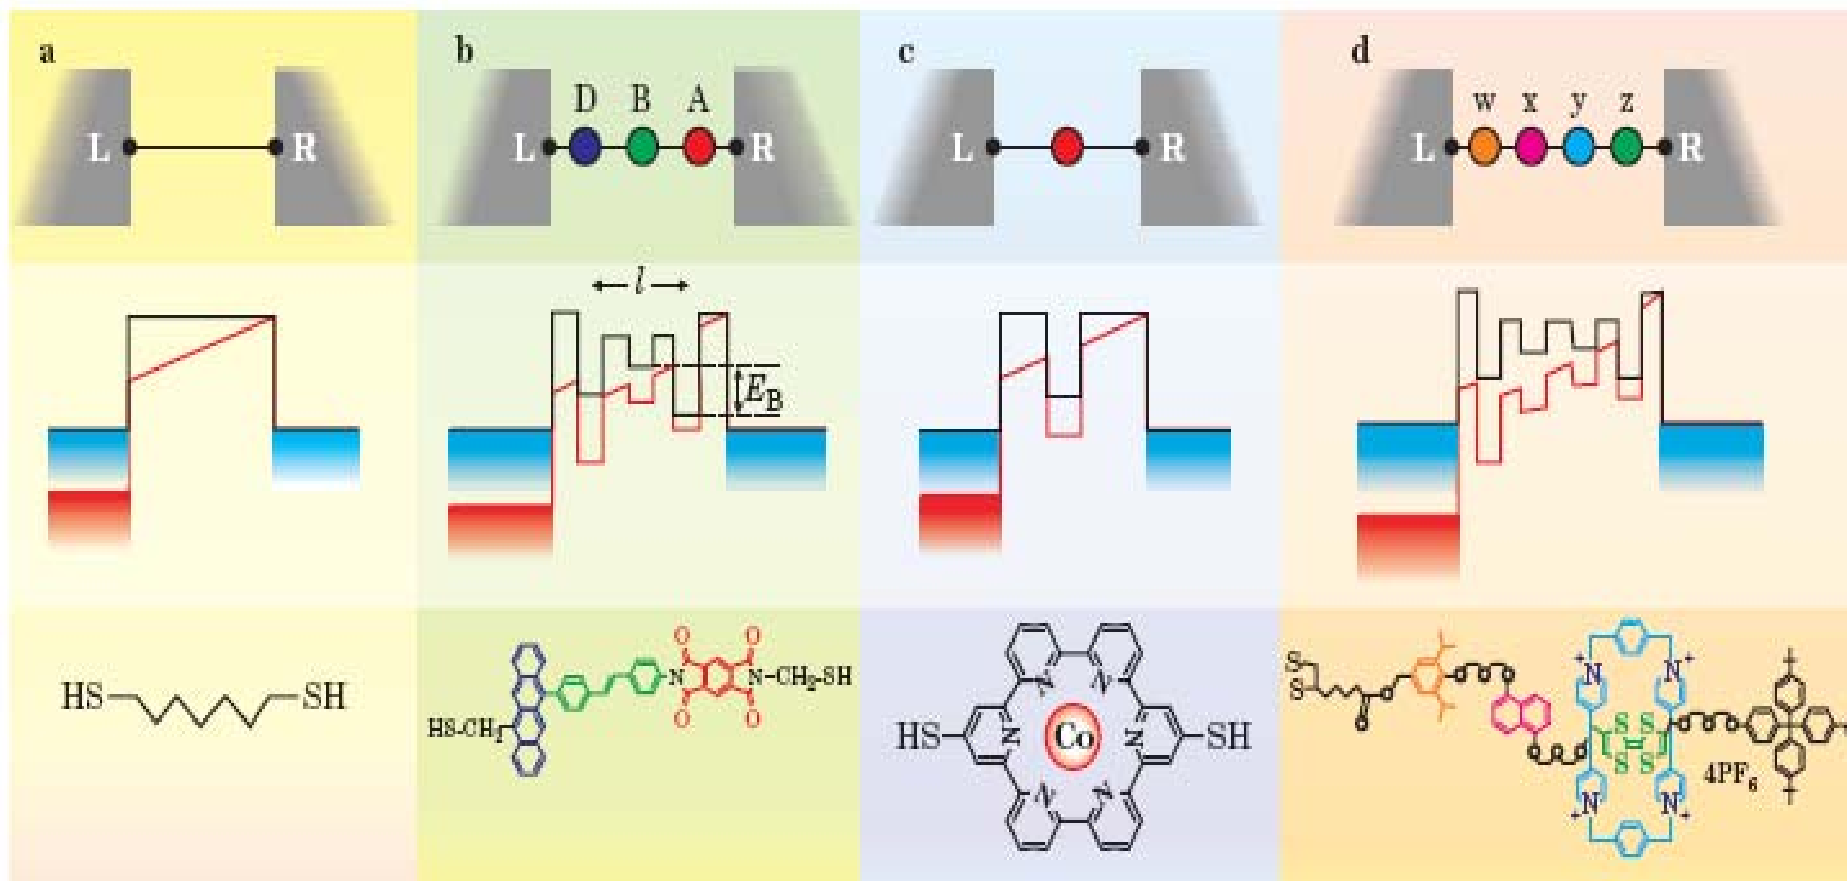 a
b
c
d
D B A
w x y z
L R
L R
L R
L R
l
E_B
HS SH
HS-CH2
N
O O
O O
N-CH2-SH
HS SH
Co
N N
N N
N N
S
S
N+ N+
S S
S S
4PF6
N+ N+